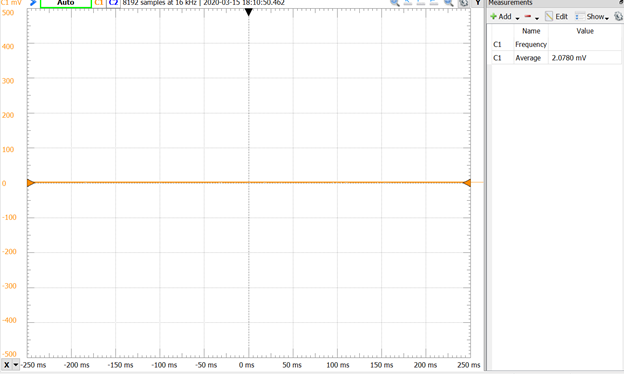 C1 mV Auto C1 C2 8192 samples at 16 kHz | 2020-03-15 18:10:50.462 Y
Measurements
Add Edit Show
Name Value
C1 Frequency
C1 Average 2.0780 mV
500
400
300
200
100
0
-100
-200
-300
-400
-500
X -250 ms -200 ms -150 ms -100 ms -50 ms 0 ms 50 ms 100 ms 150 ms 200 ms 250 ms